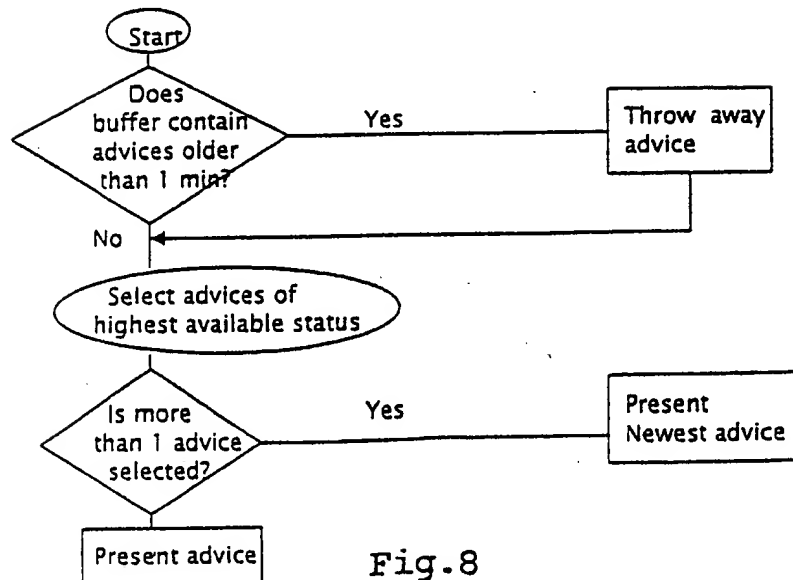 Start
Does
buffer contain
advices older
than 1 min?
Yes
Throw away
advice
No
Select advices of
highest available status
Is more
than 1 advice
selected?
Yes
Present
Newest advice
Present advice
Fig.8